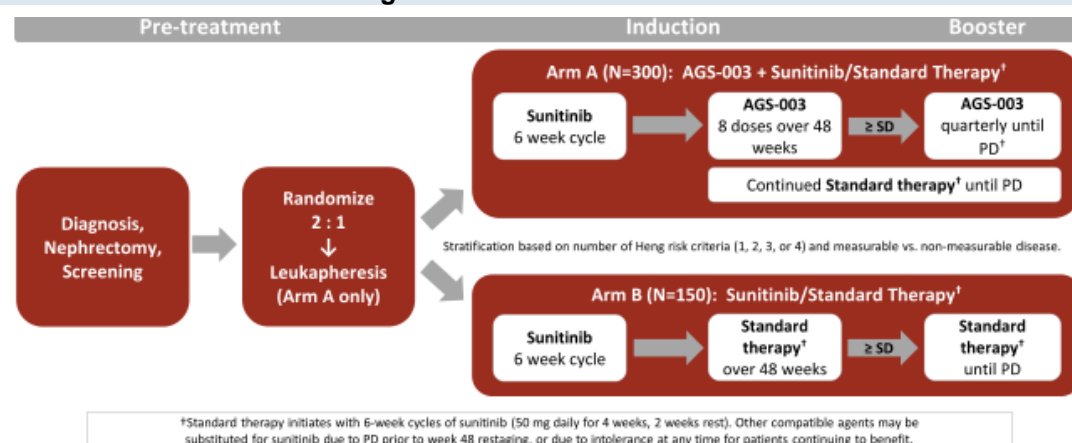 Pre-treatment
Induction
Booster
Arm A (N=300): AGS-003 + Sunitinib/Standard Therapy†
Sunitinib
6 week cycle
AGS-003
8 doses over 48
weeks
≥ SD
AGS-003
quarterly until
PD†
Continued Standard therapy† until PD
Diagnosis,
Nephrectomy,
Screening
Randomize
2 : 1
↓
Leukapheresis
(Arm A only)
Stratification based on number of Heng risk criteria (1, 2, 3, or 4) and measurable vs. non-measurable disease.
Arm B (N=150): Sunitinib/Standard Therapy†
Sunitinib
6 week cycle
Standard
therapy†
over 48 weeks
≥ SD
Standard
therapy†
until PD
†Standard therapy initiates with 6-week cycles of sunitinib (50 mg daily for 4 weeks, 2 weeks rest). Other compatible agents may be
substituted for sunitinib due to PD prior to week 48 restaging, or due to intolerance at any time for patients continuing to benefit.